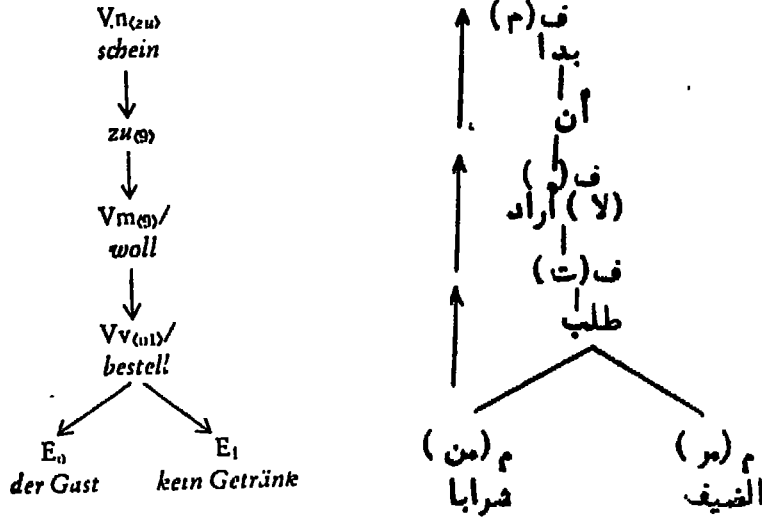 V.n⟨zu⟩
schein
zu⟨9⟩
Vm⟨9⟩/
woll
Vv⟨01⟩/
bestell
E₀
der Gast
E₁
kein Getränk
ف (م)
بدا
أن
ف (م)
(لا) أراد
ف (ت)
طلب
م (مر)
الضيف
م (من)
شرابا